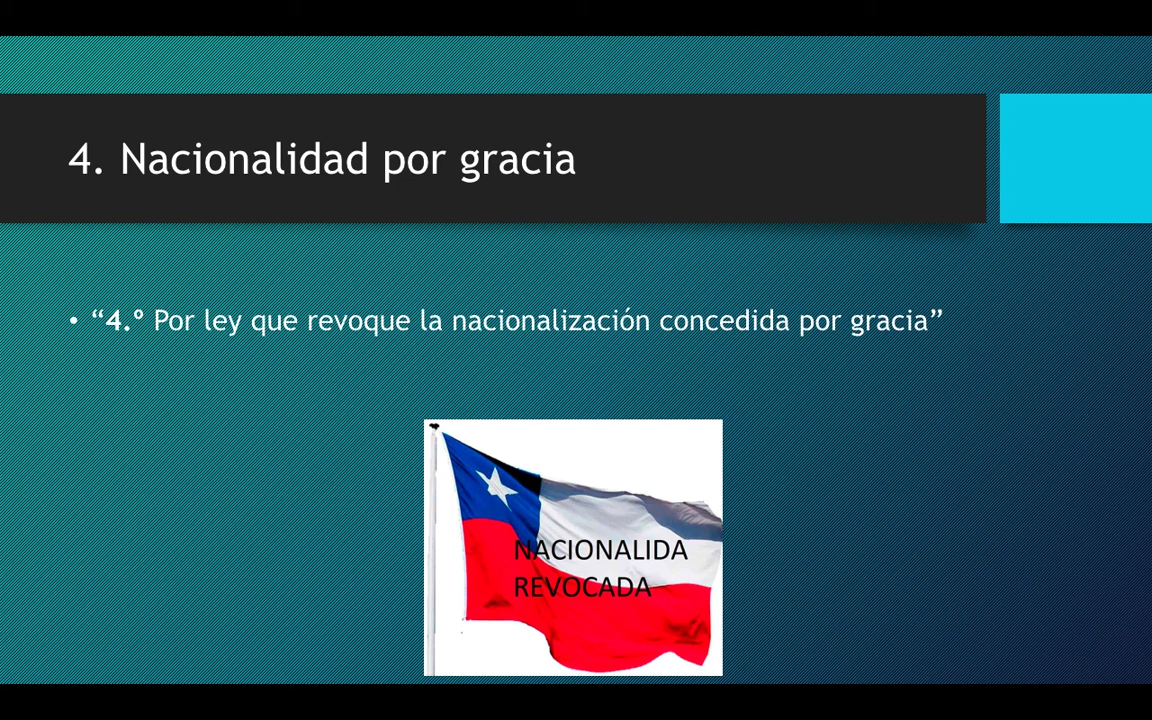 4. Nacionalidad por gracia
• “4.º Por ley que revoque la nacionalización concedida por gracia”
NACIONALIDA
REVOCADA